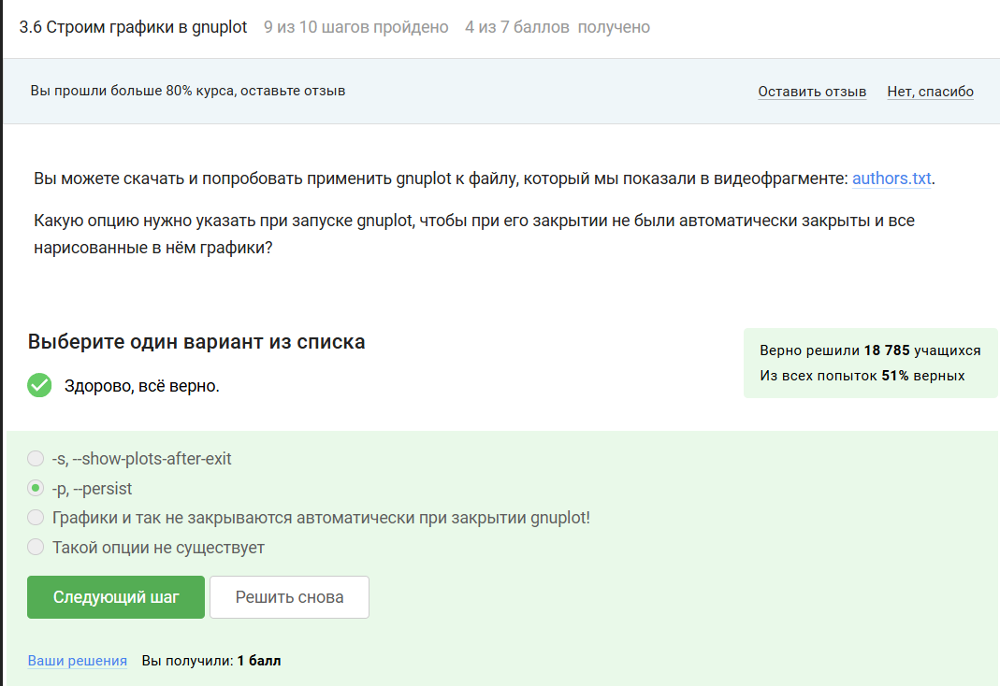 3.6 Строим графики в gnuplot 9 из 10 шагов пройдено 4 из 7 баллов получено
Вы прошли больше 80% курса, оставьте отзыв Оставить отзыв Нет, спасибо
Вы можете скачать и попробовать применить gnuplot к файлу, который мы показали в видеофрагменте: authors.txt.
Какую опцию нужно указать при запуске gnuplot, чтобы при его закрытии не были автоматически закрыты и все
нарисованные в нём графики?
Выберите один вариант из списка
Здорово, всё верно.
Верно решили 18 785 учащихся
Из всех попыток 51% верных
-s, --show-plots-after-exit
-p, --persist
Графики и так не закрываются автоматически при закрытии gnuplot!
Такой опции не существует
Следующий шаг Решить снова
Ваши решения Вы получили: 1 балл